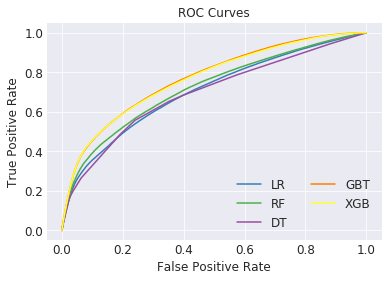 ROC Curves
True Positive Rate
1.0
0.8
0.6
0.4
0.2
0.0
LR GBT
RF XGB
DT
0.0 0.2 0.4 0.6 0.8 1.0
False Positive Rate